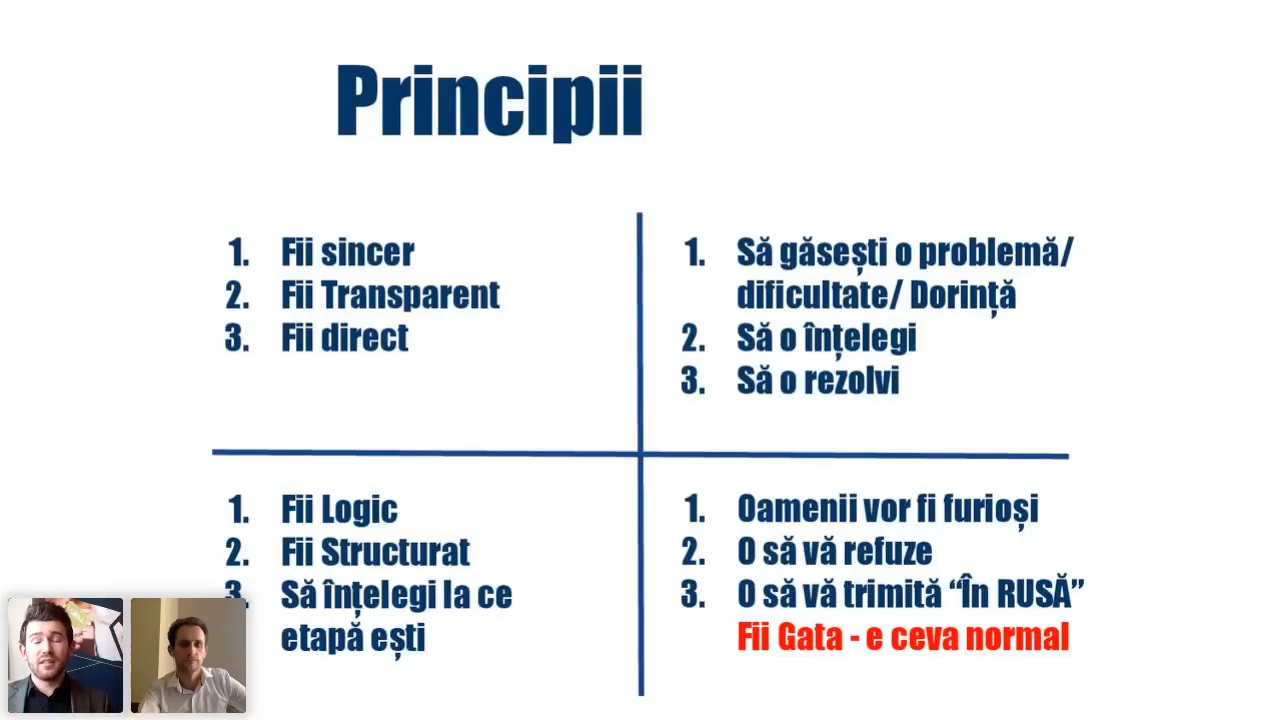 Principii
1. Fii sincer
2. Fii Transparent
3. Fii direct
1. Să găsești o problemă/
dificultate/ Dorință
2. Să o înțelegi
3. Să o rezolvi
1. Fii Logic
2. Fii Structurat
3. Să înțelegi la ce
etapă ești
1. Oamenii vor fi furioși
2. O să vă refuze
3. O să vă trimită “În RUSĂ”
Fii Gata - e ceva normal